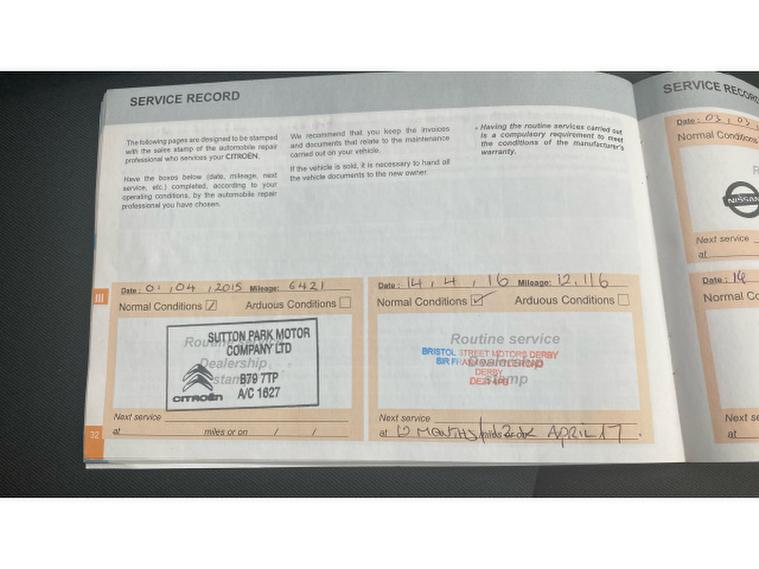 SERVICE RECORD
The following pages are designed to be stamped
with the sales stamp of the automobile repair
professional who services your CITROËN.
Have the boxes below (date, mileage, next
service, etc.) completed, according to your
operating conditions, by the automobile repair
professional you have chosen.
We recommend that you keep the invoices
and documents that relate to the maintenance
carried out on your vehicle.
If the vehicle is sold, it is necessary to hand all
the vehicle documents to the new owner.
- Having the routine services carried out
is a compulsory requirement to meet
the conditions of the manufacturer's
warranty.
Date: 01, 04, 2015 Mileage: 6421
Normal Conditions Arduous Conditions
Dealership
SUTTON PARK MOTOR
COMPANY LTD
B79 7TP
A/C 1627
CITROËN
Next service
at miles or on / /
Date: 14, 4, 16 Mileage: 12,116
Normal Conditions Arduous Conditions
Routine service
BRISTOL STREET MOTORS DERBY
DERBY
Next service
at 12 MONTHS / 12K APRIL 17.
III
32
SERVICE RECORD
Date: 03, 03,
Normal Conditions
NISSAN
Next service
at
Date:
Normal
Next
at